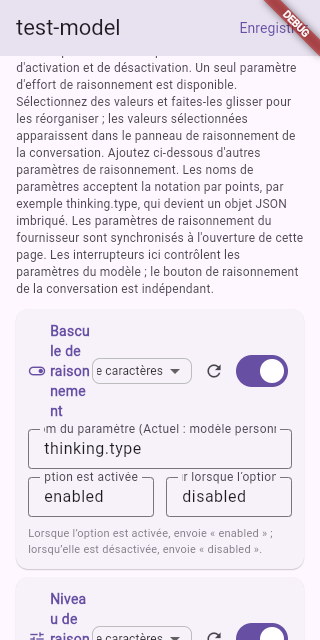 test-model
Enregist
DEBUG
d'activation et de désactivation. Un seul paramètre
d'effort de raisonnement est disponible.
Sélectionnez des valeurs et faites-les glisser pour
les réorganiser ; les valeurs sélectionnées
apparaissent dans le panneau de raisonnement de
la conversation. Ajoutez ci-dessous d'autres
paramètres de raisonnement. Les noms de
paramètres acceptent la notation par points, par
exemple thinking.type, qui devient un objet JSON
imbriqué. Les paramètres de raisonnement du
fournisseur sont synchronisés à l'ouverture de cette
page. Les interrupteurs ici contrôlent les
paramètres du modèle ; le bouton de raisonnement
de la conversation est indépendant.
Bascu
le de
raison
neme
nt
e caractères
om du paramètre (Actuel : modèle personn
thinking.type
ption est activée
enabled
r lorsque l'option
disabled
Lorsque l'option est activée, envoie « enabled » ;
lorsqu'elle est désactivée, envoie « disabled ».
Nivea
u de
raison
e caractères